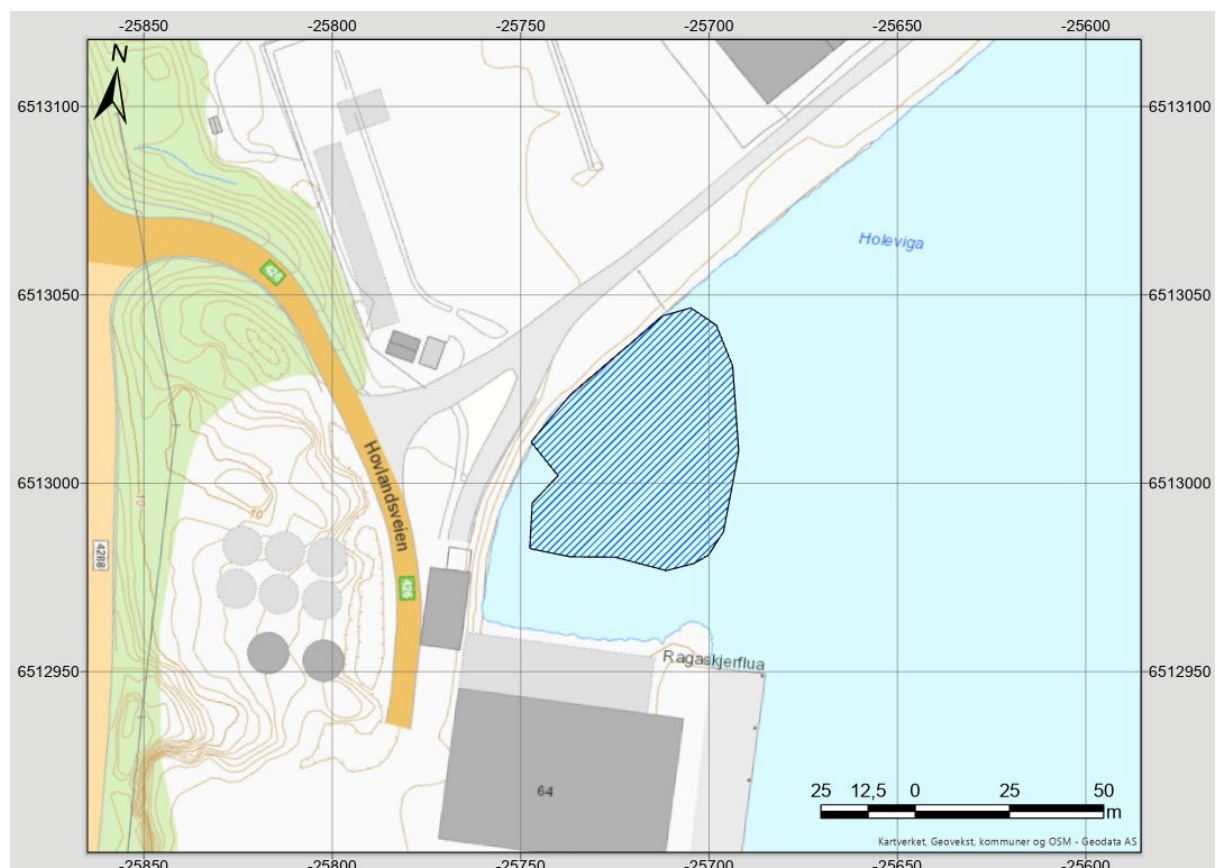 -25850 -25800 -25750 -25700 -25650 -25600
N
6513100 6513100
Holeviga
426
6513050 6513050
Hovlandsveien
10
6513000 6513000
10
4288
426
Ragaskjerflua
6512950 6512950
64
25 12,5 0 25 50
m
Kartverket, Geovekst, kommuner og OSM - Geodata AS
-25850 -25800 -25750 -25700 -25650 -25600